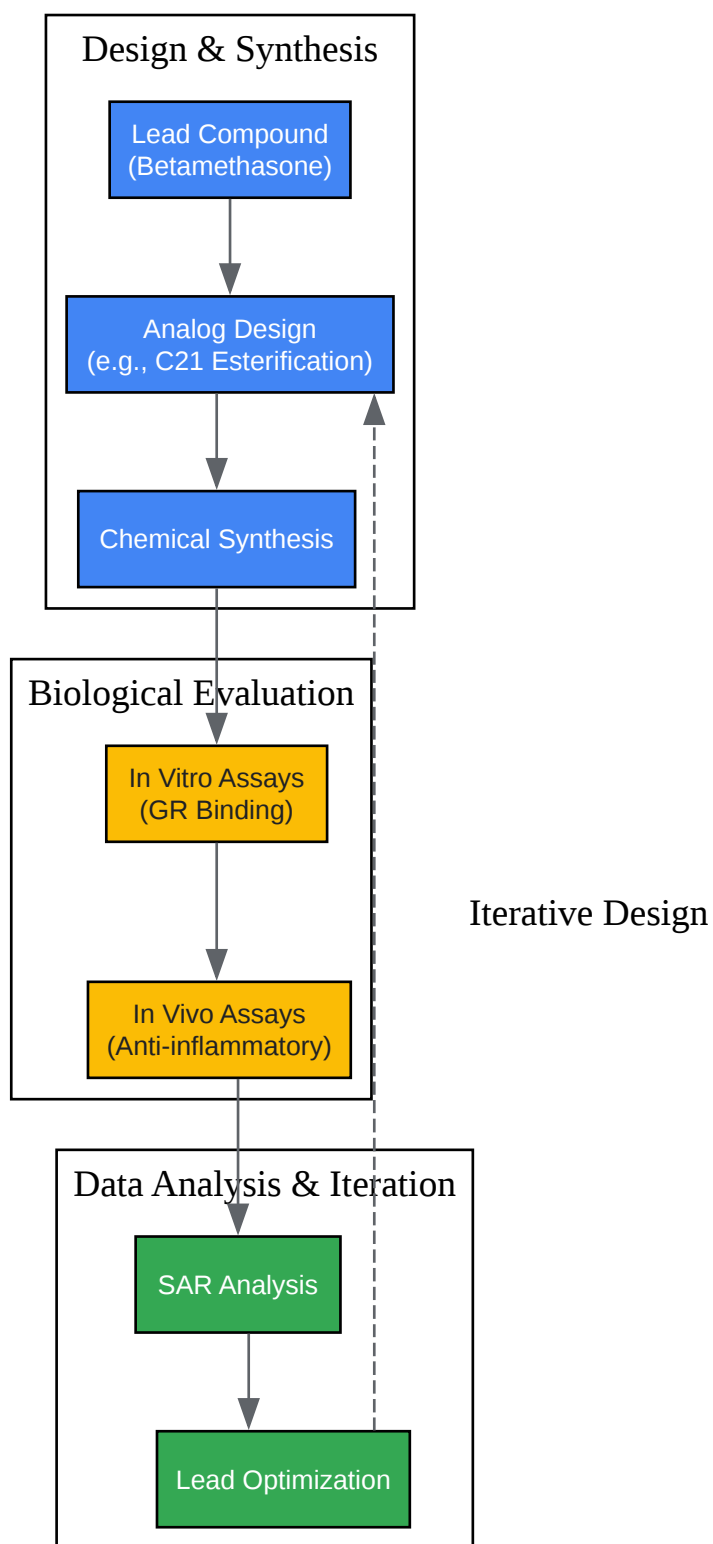 Design & Synthesis
Lead Compound
(Betamethasone)
Analog Design
(e.g., C21 Esterification)
Chemical Synthesis
Biological Evaluation
In Vitro Assays
(GR Binding)
Iterative Design
In Vivo Assays
(Anti-inflammatory)
Data Analysis & Iteration
SAR Analysis
Lead Optimization